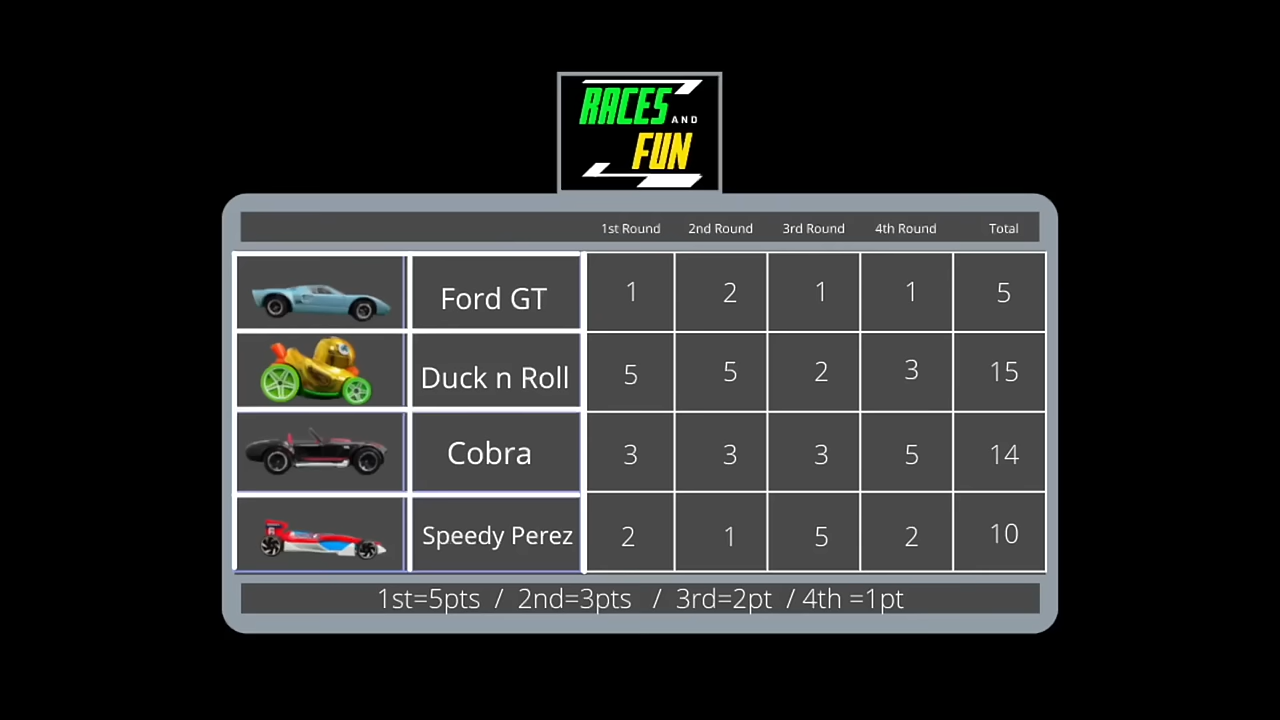 RACES AND
FUN
1st Round 2nd Round 3rd Round 4th Round Total
Ford GT 1 2 1 1 5
Duck n Roll 5 5 2 3 15
Cobra 3 3 3 5 14
Speedy Perez 2 1 5 2 10
1st=5pts / 2nd=3pts / 3rd=2pt / 4th =1pt